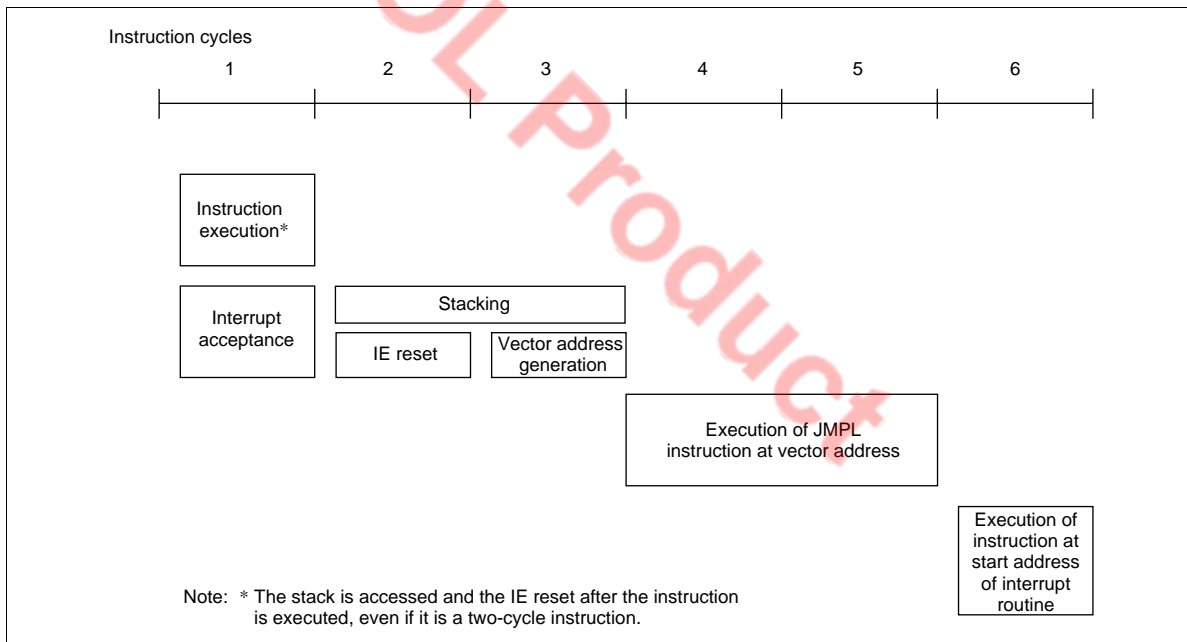 Instruction cycles
1 2 3 4 5 6
Instruction
execution*
Interrupt
acceptance
Stacking
IE reset
Vector address
generation
Execution of JMPL
instruction at vector address
Execution of
instruction at
start address
of interrupt
routine
Note: * The stack is accessed and the IE reset after the instruction
is executed, even if it is a two-cycle instruction.
OL Product